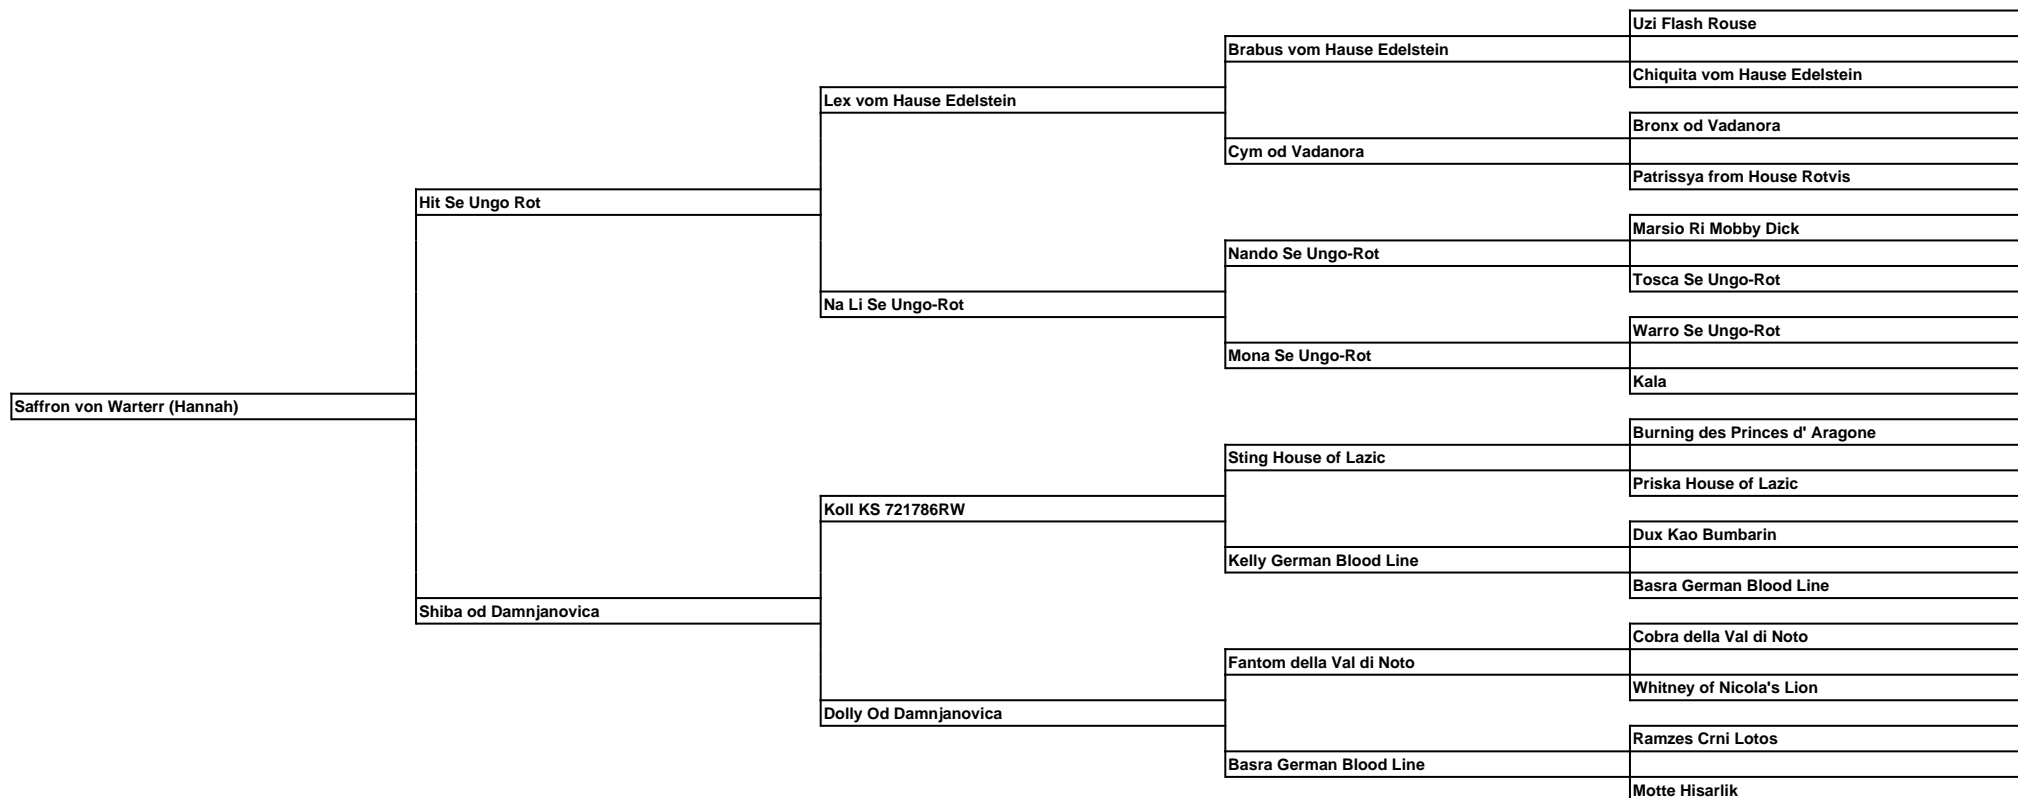 Uzi Flash Rouse
Brabus vom Hause Edelstein
Chiquita vom Hause Edelstein
Lex vom Hause Edelstein
Bronx od Vadanora
Cym od Vadanora
Patrissya from House Rotvis
Hit Se Ungo Rot
Marsio Ri Mobby Dick
Nando Se Ungo-Rot
Tosca Se Ungo-Rot
Na Li Se Ungo-Rot
Warro Se Ungo-Rot
Mona Se Ungo-Rot
Kala
Saffron von Warterr (Hannah)
Burning des Princes d' Aragone
Sting House of Lazic
Priska House of Lazic
Koll KS 721786RW
Dux Kao Bumbarin
Kelly German Blood Line
Basra German Blood Line
Shiba od Damnjanovica
Cobra della Val di Noto
Fantom della Val di Noto
Whitney of Nicola's Lion
Dolly Od Damnjanovica
Ramzes Crni Lotos
Basra German Blood Line
Motte Hisarlik